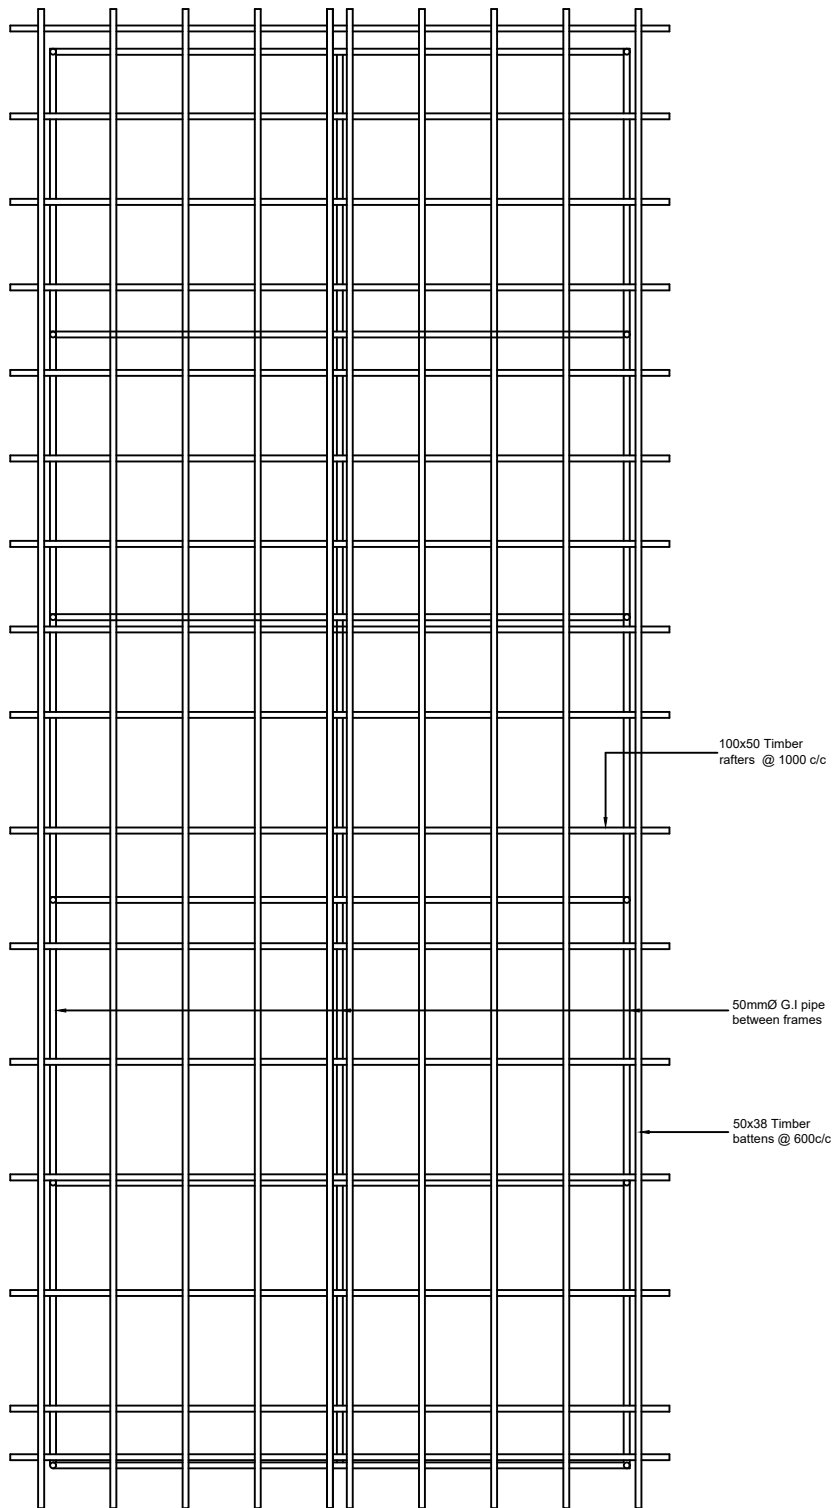 100x50 Timber
rafters @ 1000 c/c
50mmØ G.I pipe
between frames
50x38 Timber
battens @ 600c/c